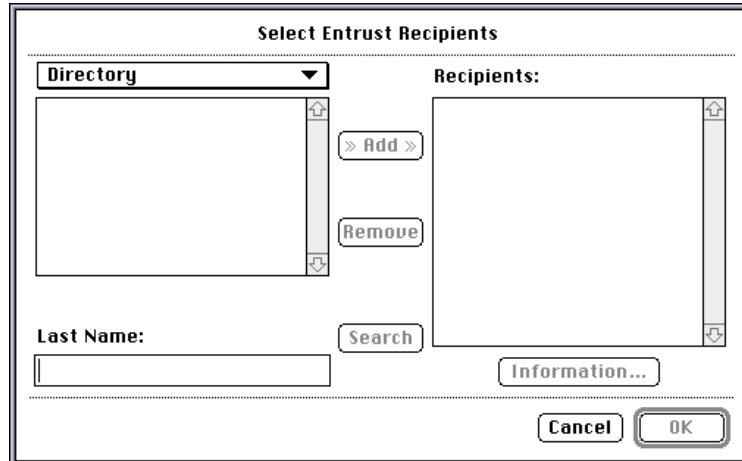 Select Entrust Recipients
Directory
Recipients:
» Add »
Remove
Last Name:
Search
Information...
Cancel
OK